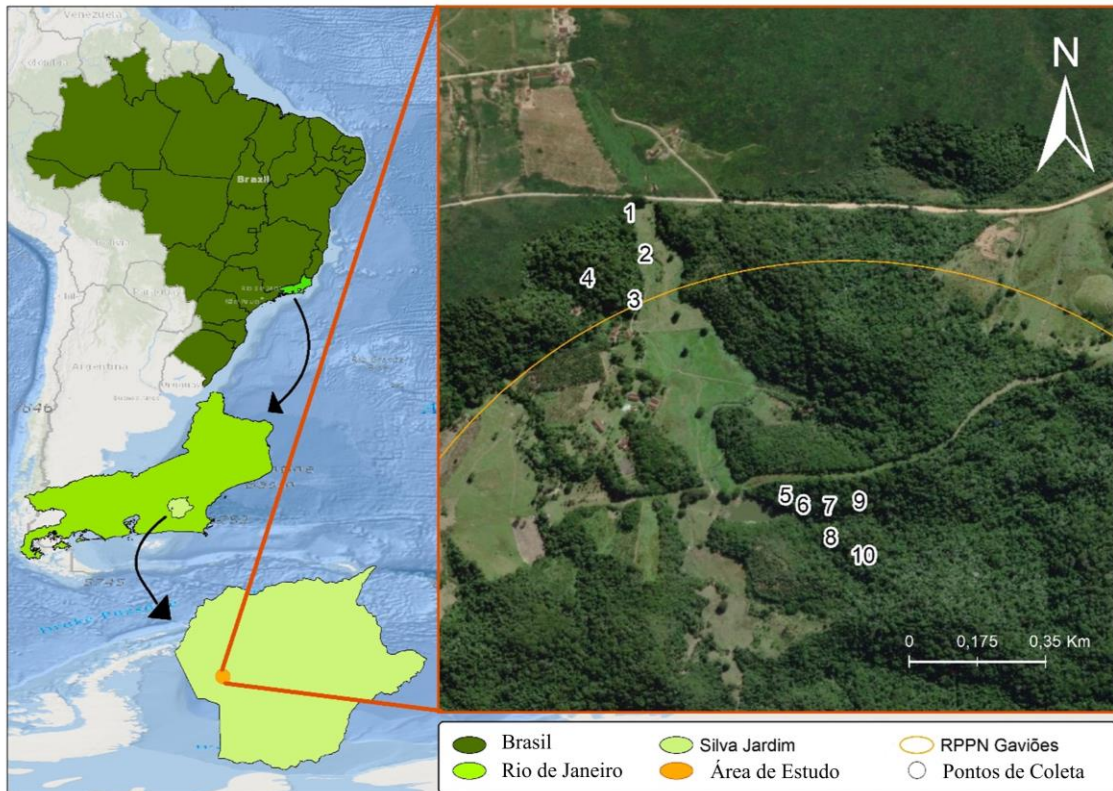 Venezuela
Brazil
N
1
2
4
3
5
6
7
9
8
10
0 0,175 0,35 Km
Brasil
Rio de Janeiro
Silva Jardim
Área de Estudo
RPPN Gaviões
Pontos de Coleta